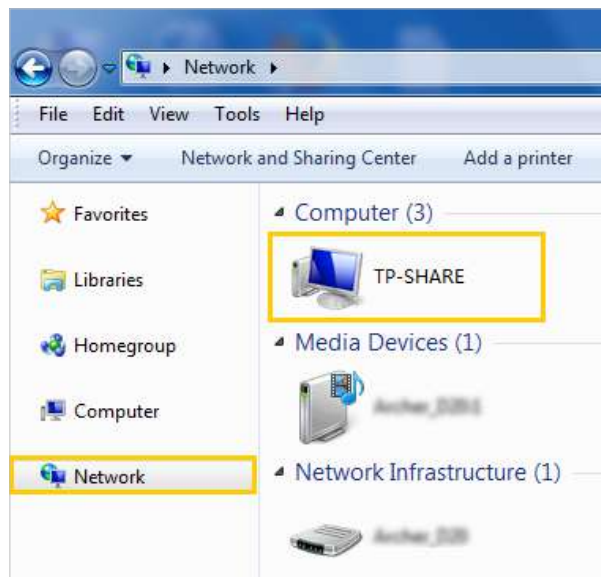 Network
File Edit View Tools Help
Organize Network and Sharing Center Add a printer
Favorites
Libraries
Homegroup
Computer
Network
Computer (3)
TP-SHARE
Media Devices (1)
Network Infrastructure (1)